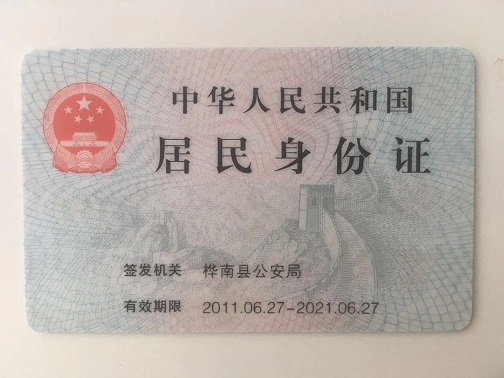 中华人民共和国
居民身份证
签发机关 桦南县公安局
有效期限 2011.06.27-2021.06.27